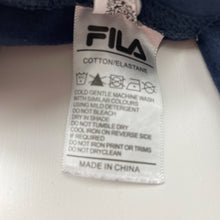 FILA
COTTON/ELASTANE
COLD GENTLE MACHINE WASH
WITH SIMILAR COLOURS
USING MILD DETERGENT
DO NOT BLEACH
DRY IN SHADE
DO NOT TUMBLE DRY
COOL IRON ON REVERSE SIDE
IF REQUIRED
DO NOT IRON PRINT OR TRIMS
DO NOT DRYCLEAN
MADE IN CHINA